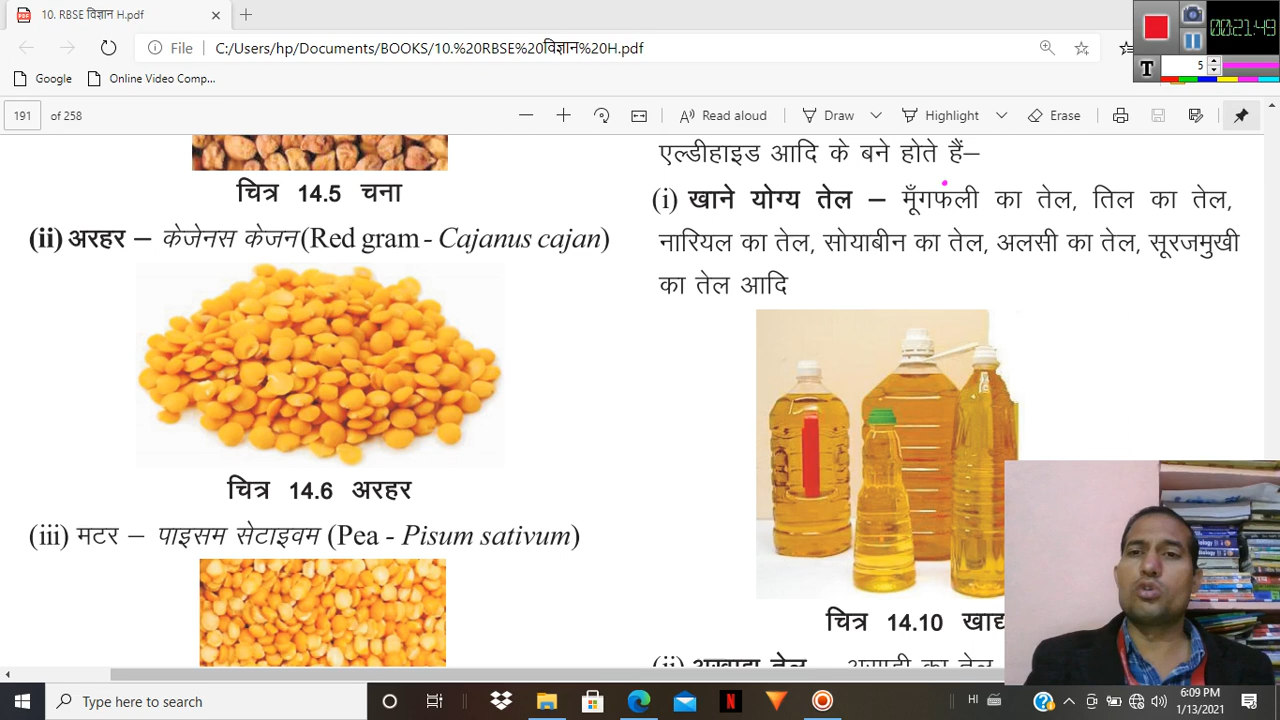 10. RBSE विज्ञान H.pdf
00:21:49
File
C:/Users/hp/Documents/BOOKS/10.%20RBSE%20विज्ञान%20H.pdf
T
5
Google
Online Video Comp...
191
of 258
Read aloud
Draw
Highlight
Erase
चित्र 14.5 चना
(ii) अरहर – केजेनस केजन (Red gram - Cajanus cajan)
चित्र 14.6 अरहर
(iii) मटर – पाइसम सेटाइवम (Pea - Pisum sativum)
एल्डीहाइड आदि के बने होते हैं–
(i) खाने योग्य तेल – मूँगफली का तेल, तिल का तेल,
नारियल का तेल, सोयाबीन का तेल, अलसी का तेल, सूरजमुखी
का तेल आदि
चित्र 14.10
(ii) अखाद्य तेल
का तेल
Type here to search
HI
6:09 PM
1/13/2021